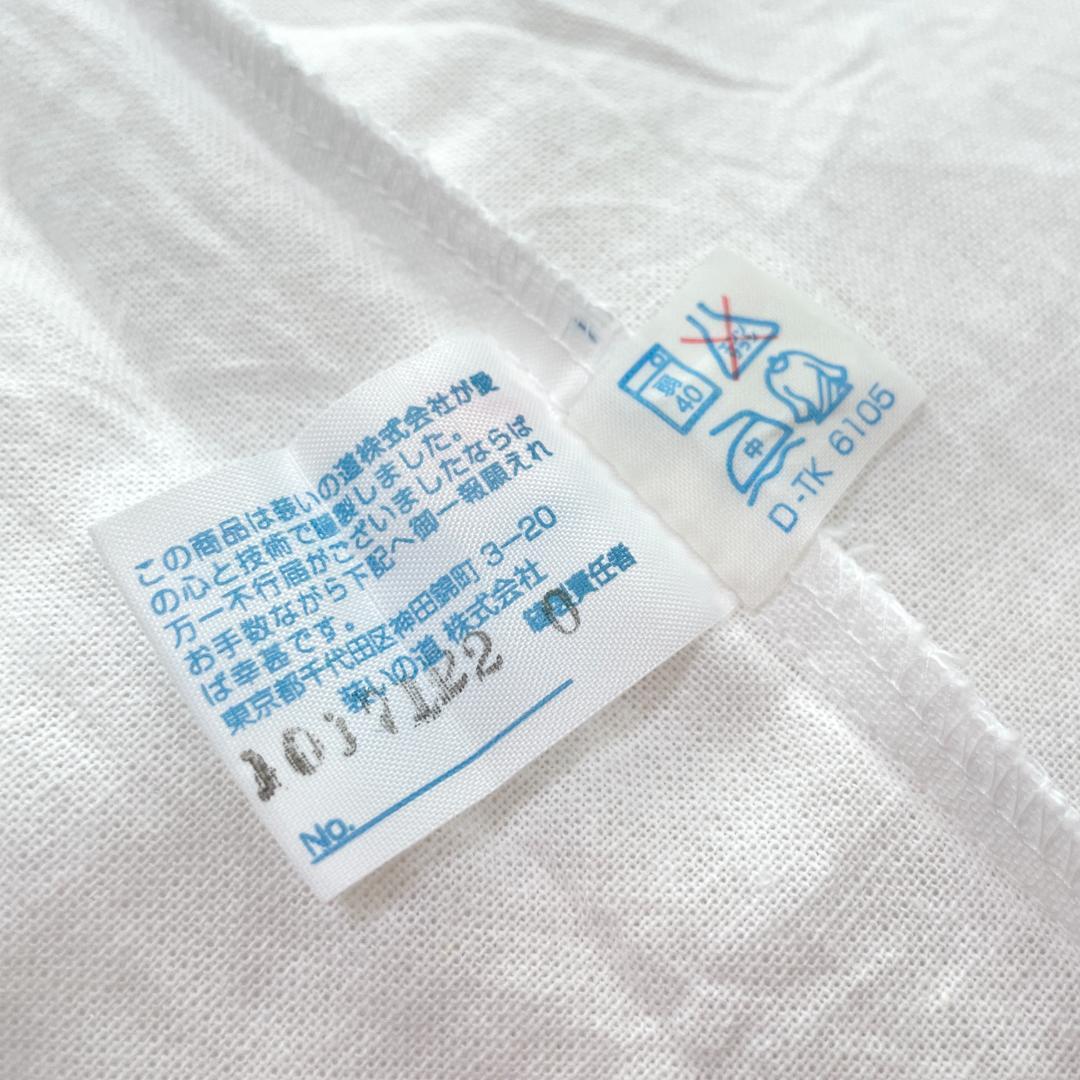 この商品は装いの道株式会社が愛
の心と技術で縫製しました。
万一不行届がございましたならば
お手数ながら下記へ御一報願えれ
ば幸甚です。
東京都千代田区神田錦町 3-20
装いの道 株式会社
責任者
No.
弱
40
中
D-TK 6105